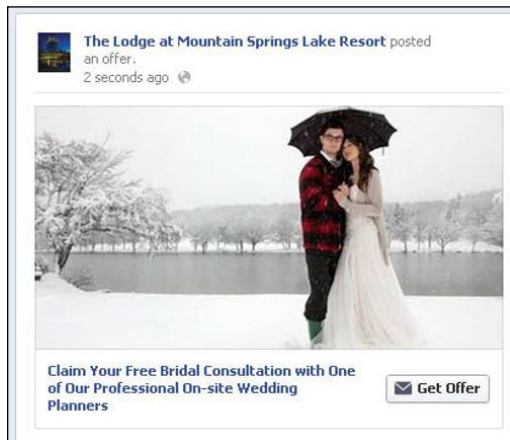 The Lodge at Mountain Springs Lake Resort posted
an offer.
2 seconds ago
Claim Your Free Bridal Consultation with One
of Our Professional On-site Wedding
Planners
Get Offer